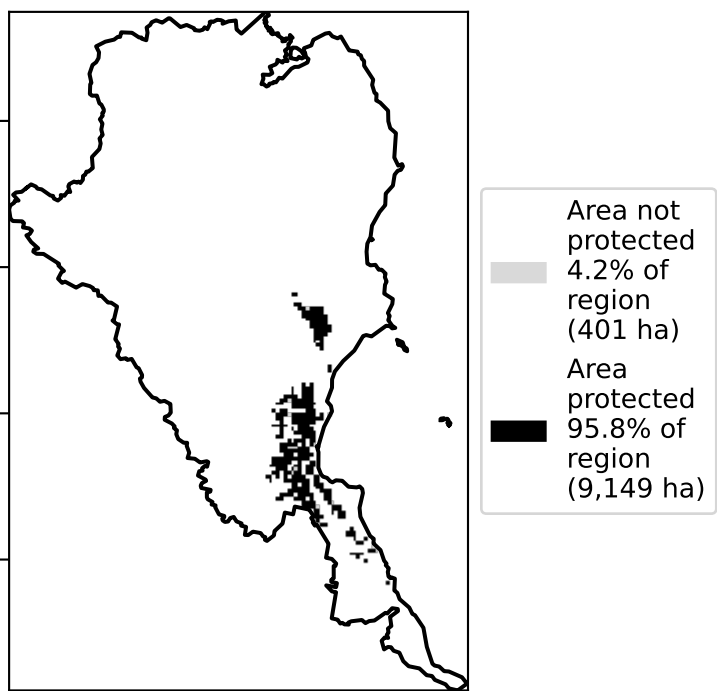 Area not
protected
4.2% of
region
(401 ha)
Area
protected
95.8% of
region
(9,149 ha)